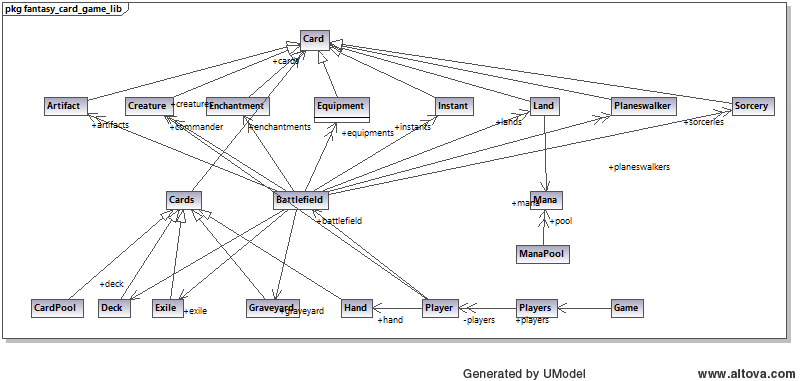 pkg fantasy_card_game_lib
Card
+cards
Artifact
Creature
+creatures
Enchantment
Equipment
Instant
Land
Planeswalker
Sorcery
+artifacts
+commander
+enchantments
+equipments
+instants
+lands
+sorceries
+planeswalkers
Cards
Battlefield
+mana
Mana
+battlefield
+pool
ManaPool
+deck
CardPool
Deck
Exile
+exile
Graveyard
+graveyard
Hand
+hand
Player
-players
Players
+players
Game
Generated by UModel
www.altova.com